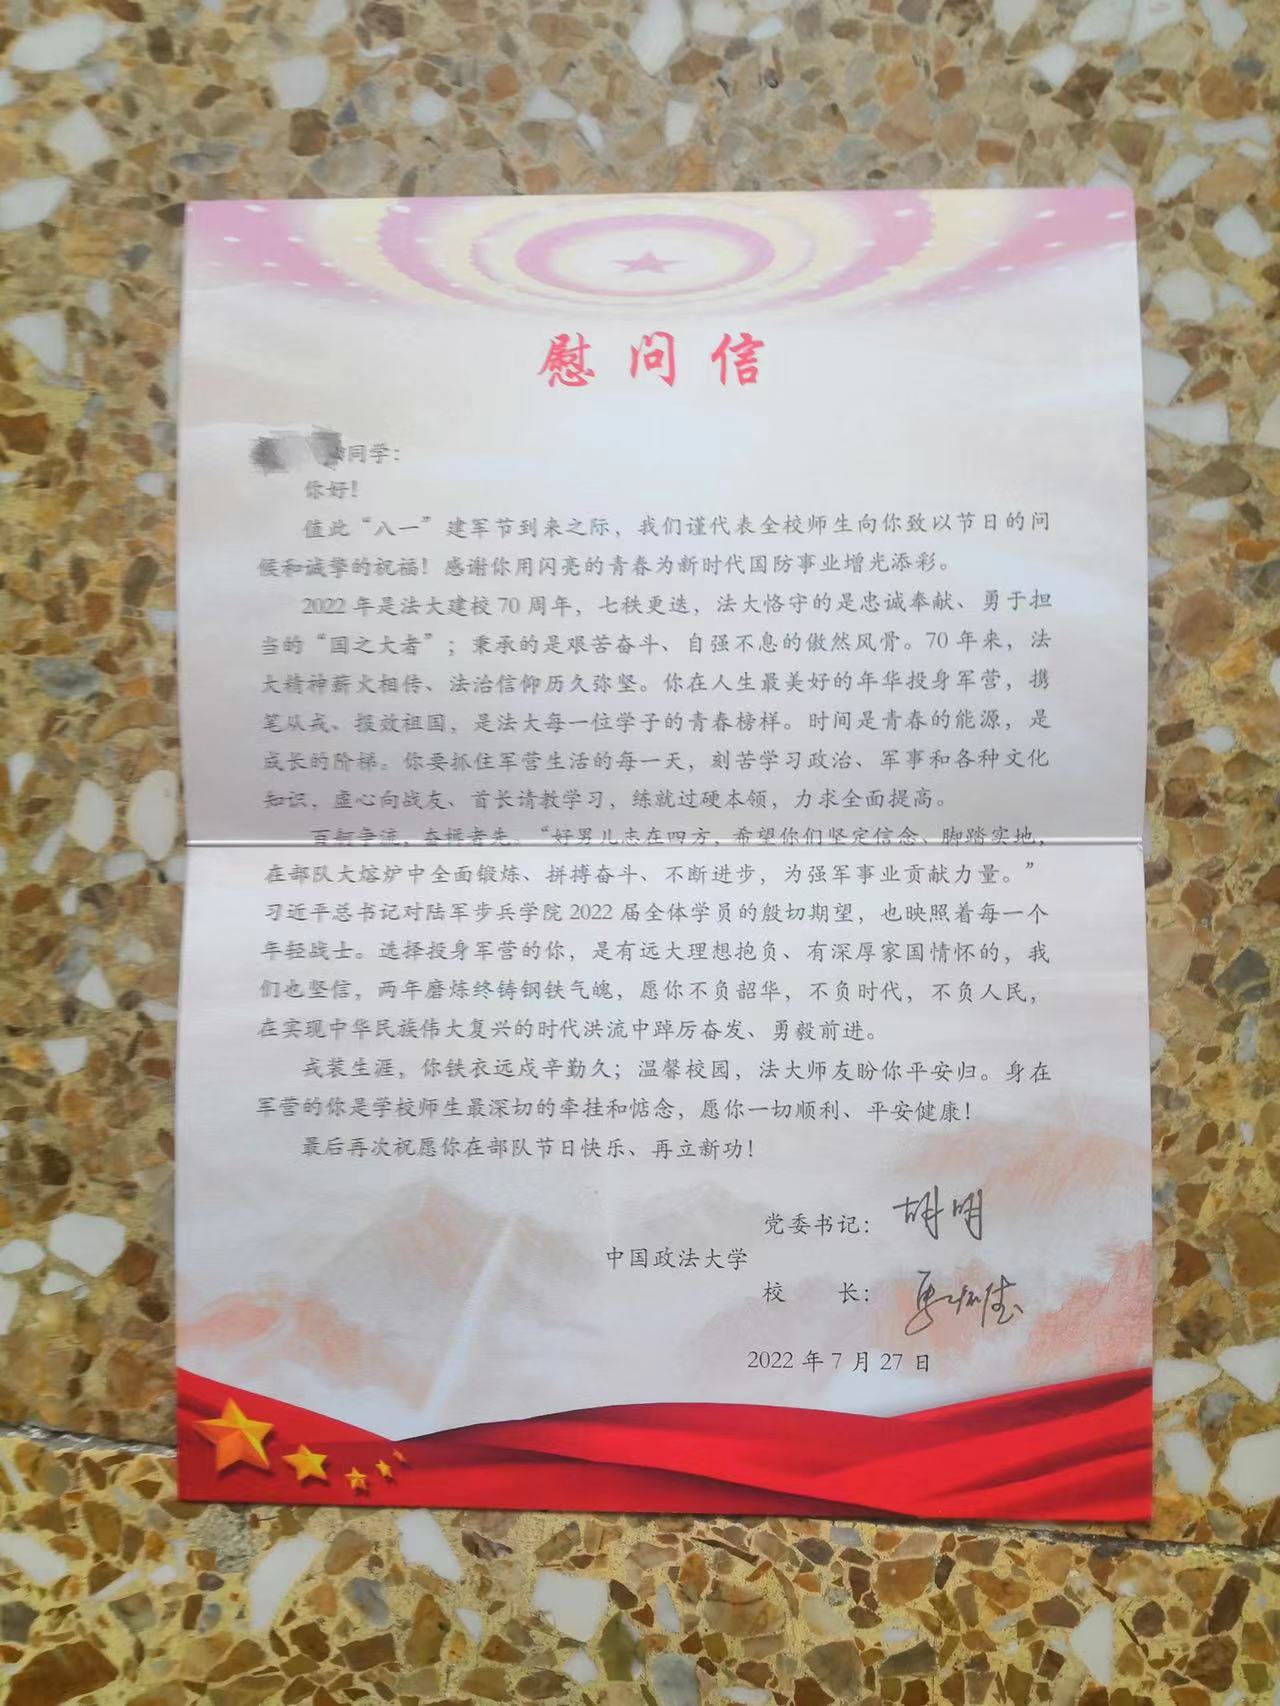 慰问信
同学：
你好！
值此“八一”建军节到来之际，我们谨代表全校师生向你致以节日的问
候和诚挚的祝福！感谢你用闪亮的青春为新时代国防事业增光添彩。
2022年是法大建校70周年，七秩更迭，法大恪守的是忠诚奉献、勇于担
当的“国之大者”；秉承的是艰苦奋斗、自强不息的傲然风骨。70年来，法
大精神薪火相传、法治信仰历久弥坚。你在人生最美好的年华投身军营，携
笔从戎、报效祖国，是法大每一位学子的青春榜样。时间是青春的能源，是
成长的阶梯。你要抓住军营生活的每一天，刻苦学习政治、军事和各种文化
知识，虚心向战友、首长请教学习，练就过硬本领，力求全面提高。
百舸争流，奋楫者先。“好男儿志在四方，希望你们坚定信念、脚踏实地，
在部队大熔炉中全面锻炼、拼搏奋斗、不断进步，为强军事业贡献力量。”
习近平总书记对陆军步兵学院2022届全体学员的殷切期望，也映照着每一个
年轻战士。选择投身军营的你，是有远大理想抱负、有深厚家国情怀的，我
们也坚信，两年磨炼终铸钢铁气魄，愿你不负韶华，不负时代，不负人民，
在实现中华民族伟大复兴的时代洪流中踔厉奋发、勇毅前进。
戎装生涯，你铁衣远戍辛勤久；温馨校园，法大师友盼你平安归。身在
军营的你是学校师生最深切的牵挂和惦念，愿你一切顺利、平安健康！
最后再次祝愿你在部队节日快乐、再立新功！
党委书记：胡明
中国政法大学
校　　长：马怀德
2022年7月27日